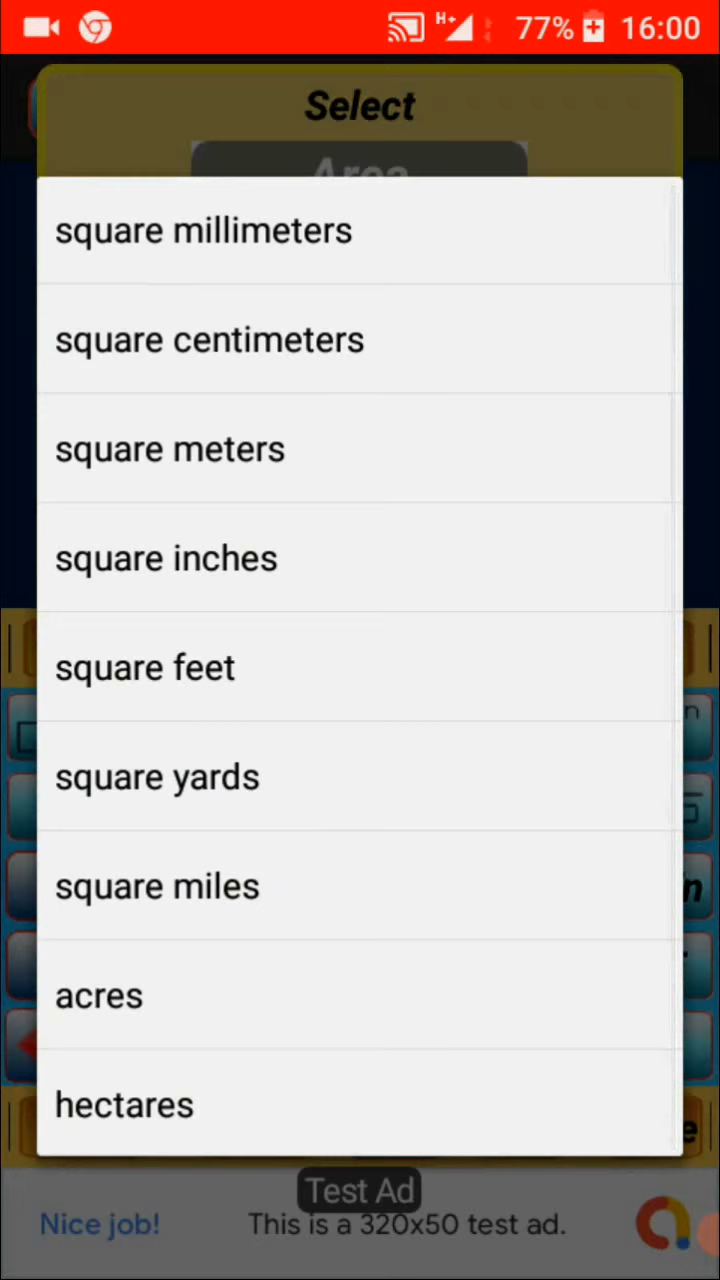 H+ 77% 16:00
Select
Area
square millimeters
square centimeters
square meters
square inches
square feet
square yards
square miles
acres
hectares
Test Ad
Nice job! This is a 320x50 test ad.